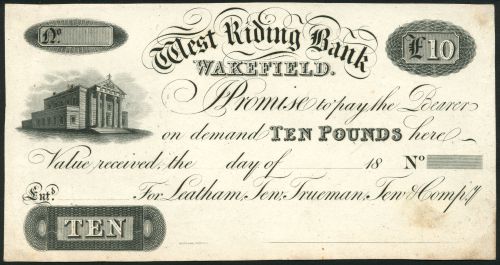 No.
West Riding Bank
£10
WAKEFIELD.
I Promise to pay the Bearer
on demand TEN POUNDS here
Value received, the day of 18 No
Entd. For Leatham, Tew, Trueman, Tew & Compy.
TEN